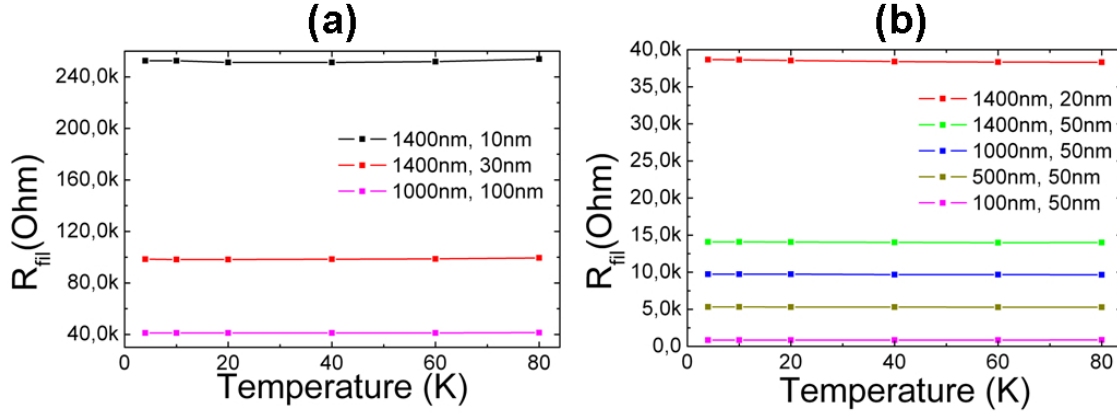 (a)
R_fil(Ohm)
240,0k
200,0k
160,0k
120,0k
80,0k
40,0k
1400nm, 10nm
1400nm, 30nm
1000nm, 100nm
0 20 40 60 80
Temperature (K)
(b)
R_fil(Ohm)
40,0k
35,0k
30,0k
25,0k
20,0k
15,0k
10,0k
5,0k
0,0
1400nm, 20nm
1400nm, 50nm
1000nm, 50nm
500nm, 50nm
100nm, 50nm
0 20 40 60 80
Temperature (K)